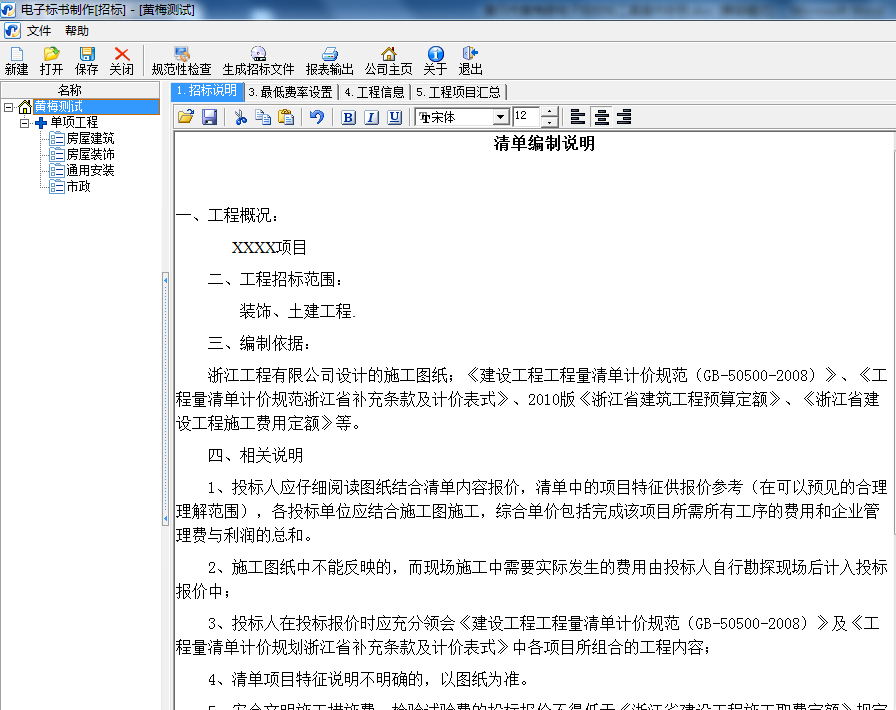 电子标书制作[招标] - [黄梅测试]
文件 帮助
新建 打开 保存 关闭 规范性检查 生成招标文件 报表输出 公司主页 关于 退出
名称
黄梅测试
单项工程
房屋建筑
房屋装饰
通用安装
市政
1. 招标说明 3. 最低费率设置 4. 工程信息 5. 工程项目汇总
B I U 宋体 12
清单编制说明
一、工程概况：
XXXX项目
二、工程招标范围：
装饰、土建工程.
三、编制依据：
浙江工程有限公司设计的施工图纸；《建设工程工程量清单计价规范（GB-50500-2008）》、《工
程量清单计价规范浙江省补充条款及计价表式》、2010版《浙江省建筑工程预算定额》、《浙江省建
设工程施工费用定额》等。
四、相关说明
1、投标人应仔细阅读图纸结合清单内容报价，清单中的项目特征供报价参考（在可以预见的合理
理解范围），各投标单位应结合施工图施工，综合单价包括完成该项目所需所有工序的费用和企业管
理费与利润的总和。
2、施工图纸中不能反映的，而现场施工中需要实际发生的费用由投标人自行勘探现场后计入投标
报价中；
3、投标人在投标报价时应充分领会《建设工程工程量清单计价规范（GB-50500-2008）》及《工
程量清单计价规划浙江省补充条款及计价表式》中各项目所组合的工程内容；
4、清单项目特征说明不明确的，以图纸为准。
5、安全文明施工措施费、检验试验费的投标报价不得低于《浙江省建设工程施工取费定额》规定